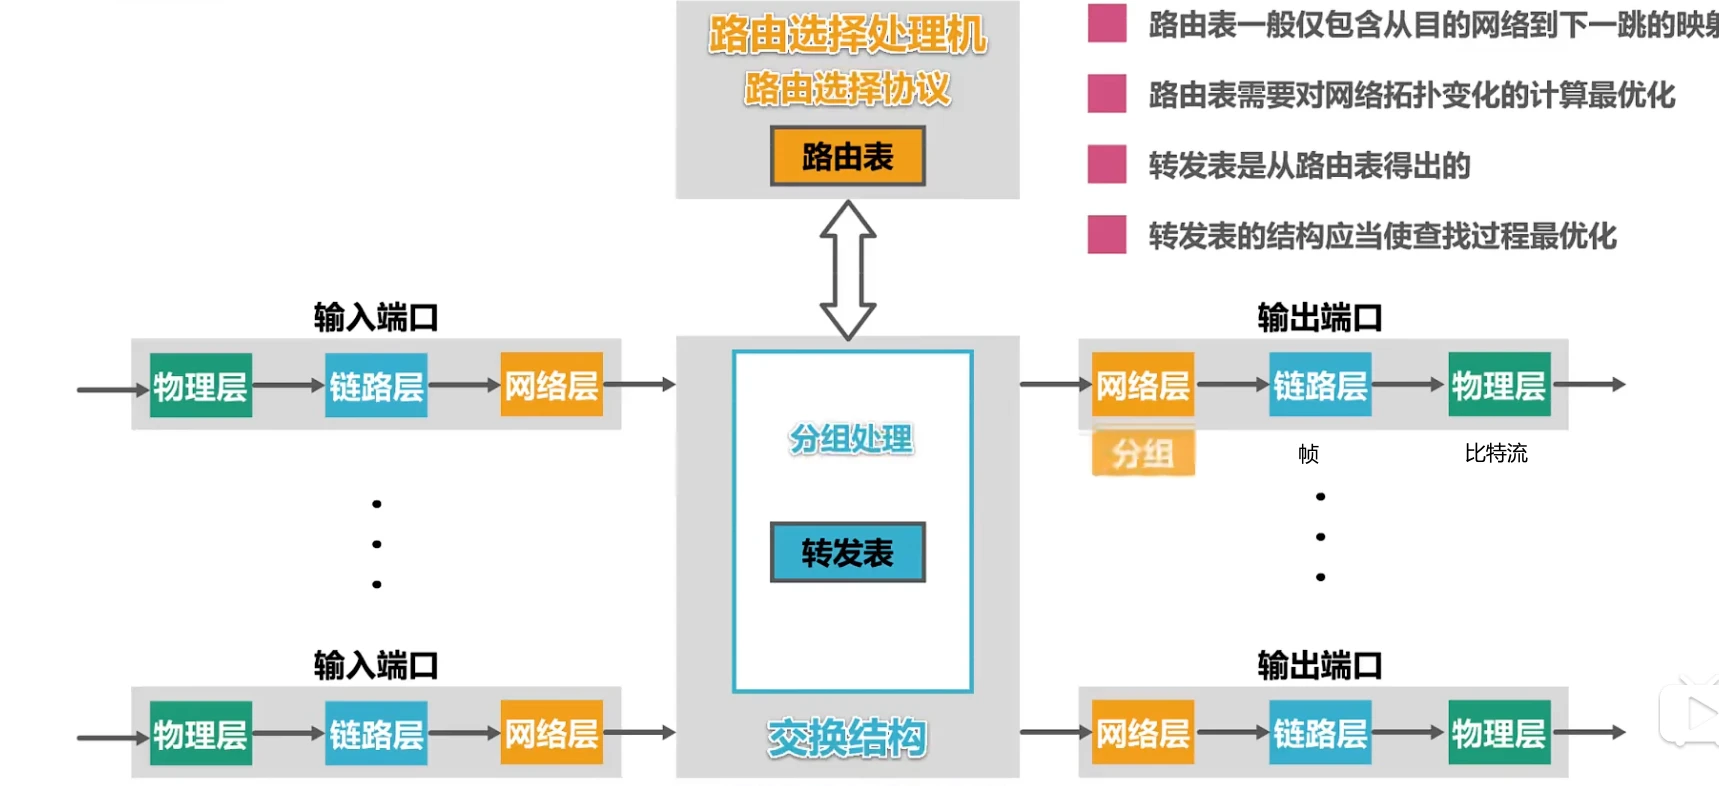 路由选择处理机
路由选择协议
路由表
路由表一般仅包含从目的网络到下一跳的映射
路由表需要对网络拓扑变化的计算最优化
转发表是从路由表得出的
转发表的结构应当使查找过程最优化
输入端口
物理层
链路层
网络层
分组处理
转发表
交换结构
输出端口
网络层
链路层
物理层
分组
帧
比特流
输入端口
物理层
链路层
网络层
输出端口
网络层
链路层
物理层